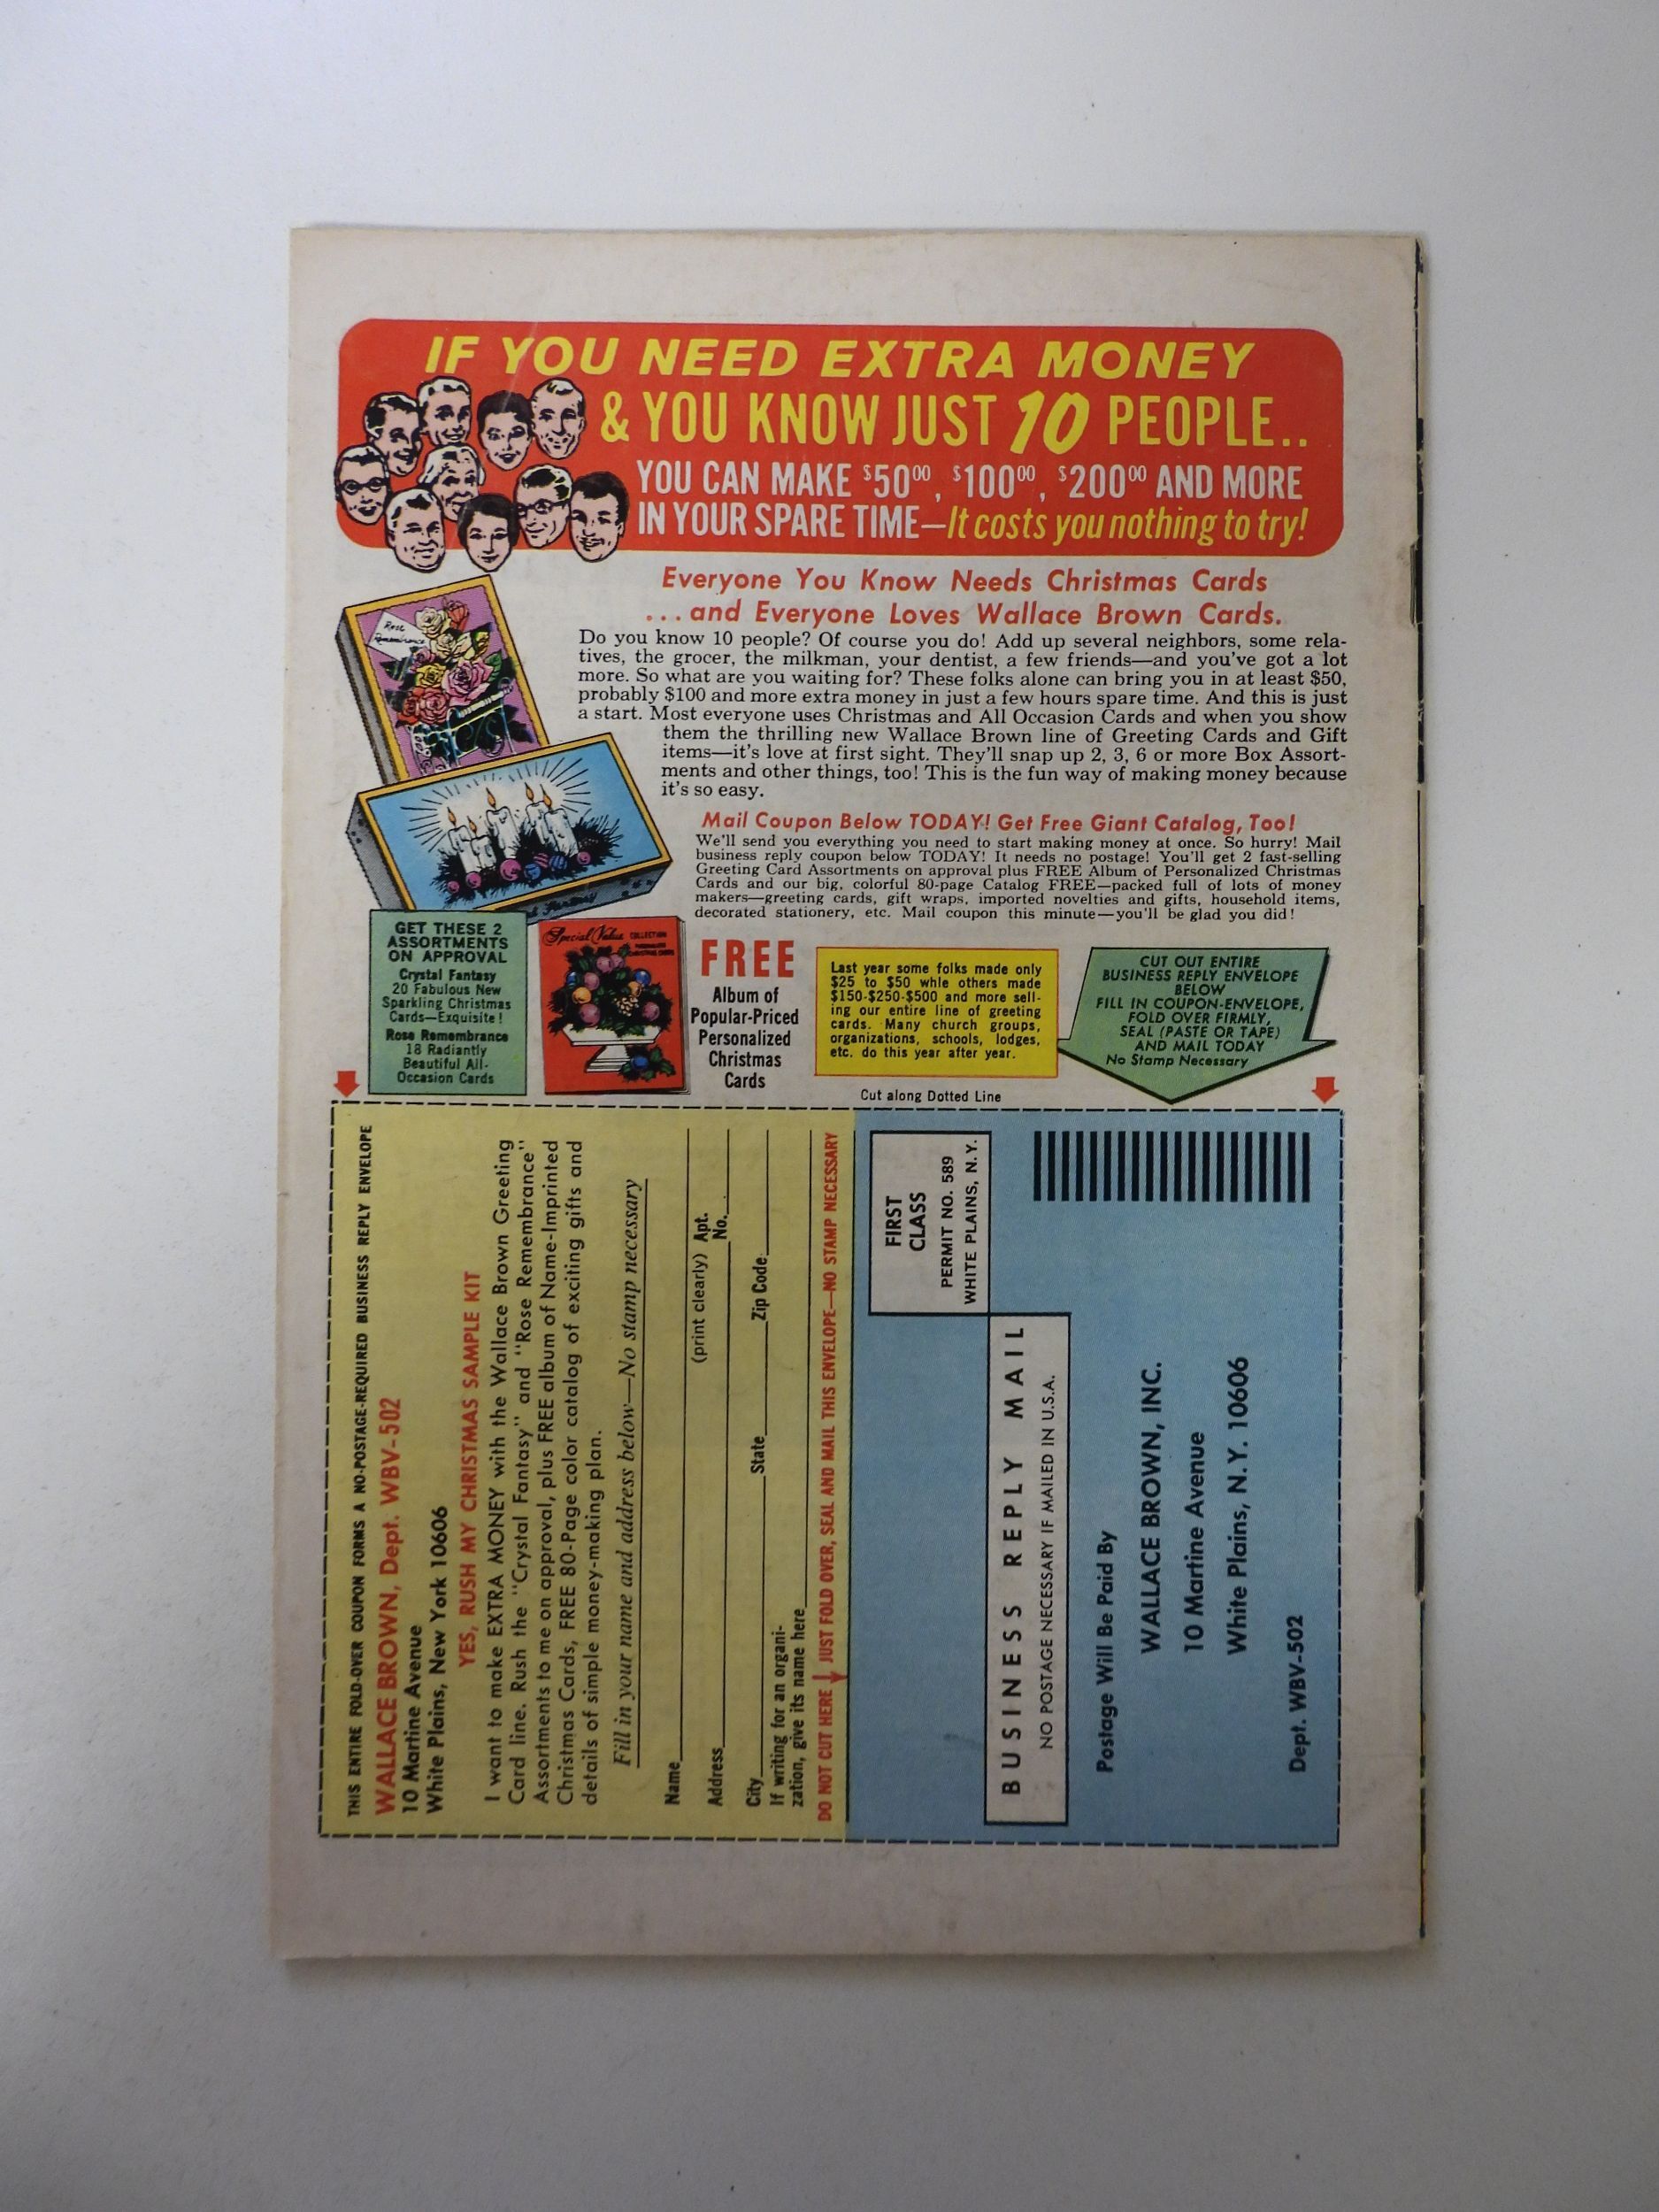 IF YOU NEED EXTRA MONEY
& YOU KNOW JUST 10 PEOPLE..
YOU CAN MAKE $50⁰⁰, $100⁰⁰, $200⁰⁰ AND MORE
IN YOUR SPARE TIME—It costs you nothing to try!
Everyone You Know Needs Christmas Cards
...and Everyone Loves Wallace Brown Cards.
Rose
Remembrance
Do you know 10 people? Of course you do! Add up several neighbors, some rela-
tives, the grocer, the milkman, your dentist, a few friends—and you've got a lot
more. So what are you waiting for? These folks alone can bring you in at least $50,
probably $100 and more extra money in just a few hours spare time. And this is just
a start. Most everyone uses Christmas and All Occasion Cards and when you show
them the thrilling new Wallace Brown line of Greeting Cards and Gift
items—it's love at first sight. They'll snap up 2, 3, 6 or more Box Assort-
ments and other things, too! This is the fun way of making money because
it's so easy.
Mail Coupon Below TODAY! Get Free Giant Catalog, Too!
We'll send you everything you need to start making money at once. So hurry! Mail
business reply coupon below TODAY! It needs no postage! You'll get 2 fast-selling
Greeting Card Assortments on approval plus FREE Album of Personalized Christmas
Cards and our big, colorful 80-page Catalog FREE—packed full of lots of money
makers—greeting cards, gift wraps, imported novelties and gifts, household items,
decorated stationery, etc. Mail coupon this minute—you'll be glad you did!
GET THESE 2
ASSORTMENTS
ON APPROVAL
Crystal Fantasy
20 Fabulous New
Sparkling Christmas
Cards—Exquisite!
Rose Remembrance
18 Radiantly
Beautiful All-
Occasion Cards
Special Value COLLECTION
FREE
Album of
Popular-Priced
Personalized
Christmas
Cards
Last year some folks made only
$25 to $50 whle others made
$150-$250-$500 and more sell-
ing our entire line of greeting
cards. Many church groups,
organizations, schools, lodges,
etc. do this year after year.
CUT OUT ENTIRE
BUSINESS REPLY ENVELOPE
BELOW
FILL IN COUPON-ENVELOPE,
FOLD OVER FIRMLY,
SEAL (PASTE OR TAPE)
AND MAIL TODAY
No Stamp Necessary
Cut along Dotted Line
THIS ENTIRE FOLD-OVER COUPON FORMS A NO-POSTAGE-REQUIRED BUSINESS REPLY ENVELOPE
WALLACE BROWN, Dept. WBV-502
10 Martine Avenue
White Plains, New York 10606
YES, RUSH MY CHRISTMAS SAMPLE KIT
I want to make EXTRA MONEY with the Wallace Brown Greeting
Card line. Rush the "Crystal Fantasy" and "Rose Remembrance"
Assortments to me on approval, plus FREE album of Name-Imprinted
Christmas Cards, FREE 80-Page color catalog of exciting gifts and
details of simple money-making plan.
Fill in your name and address below—No stamp necessary
Name
(print clearly)
Address Apt. No.
City State Zip Code
If writing for an organi-
zation, give its name here
DO NOT CUT HERE JUST FOLD OVER, SEAL AND MAIL THIS ENVELOPE—NO STAMP NECESSARY
FIRST
CLASS
PERMIT NO. 589
WHITE PLAINS, N.Y.
BUSINESS REPLY MAIL
NO POSTAGE NECESSARY IF MAILED IN U.S.A.
Postage Will Be Paid By
WALLACE BROWN, INC.
10 Martine Avenue
White Plains, N.Y. 10606
Dept. WBV-502